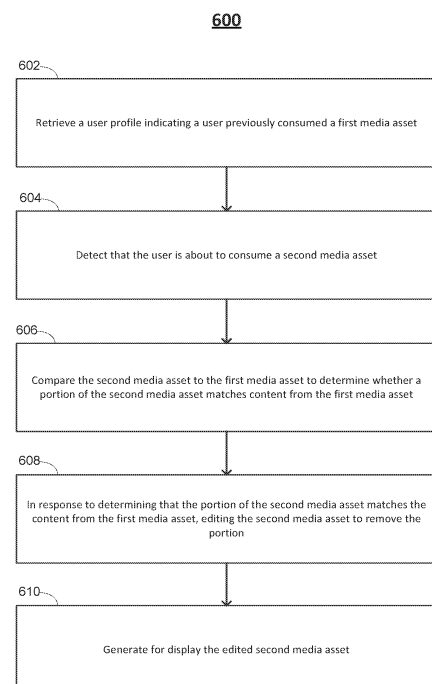 600
602
Retrieve a user profile indicating a user previously consumed a first media asset
604
Detect that the user is about to consume a second media asset
606
Compare the second media asset to the first media asset to determine whether a
portion of the second media asset matches content from the first media asset
608
In response to determining that the portion of the second media asset matches the
content from the first media asset, editing the second media asset to remove the
portion
610
Generate for display the edited second media asset